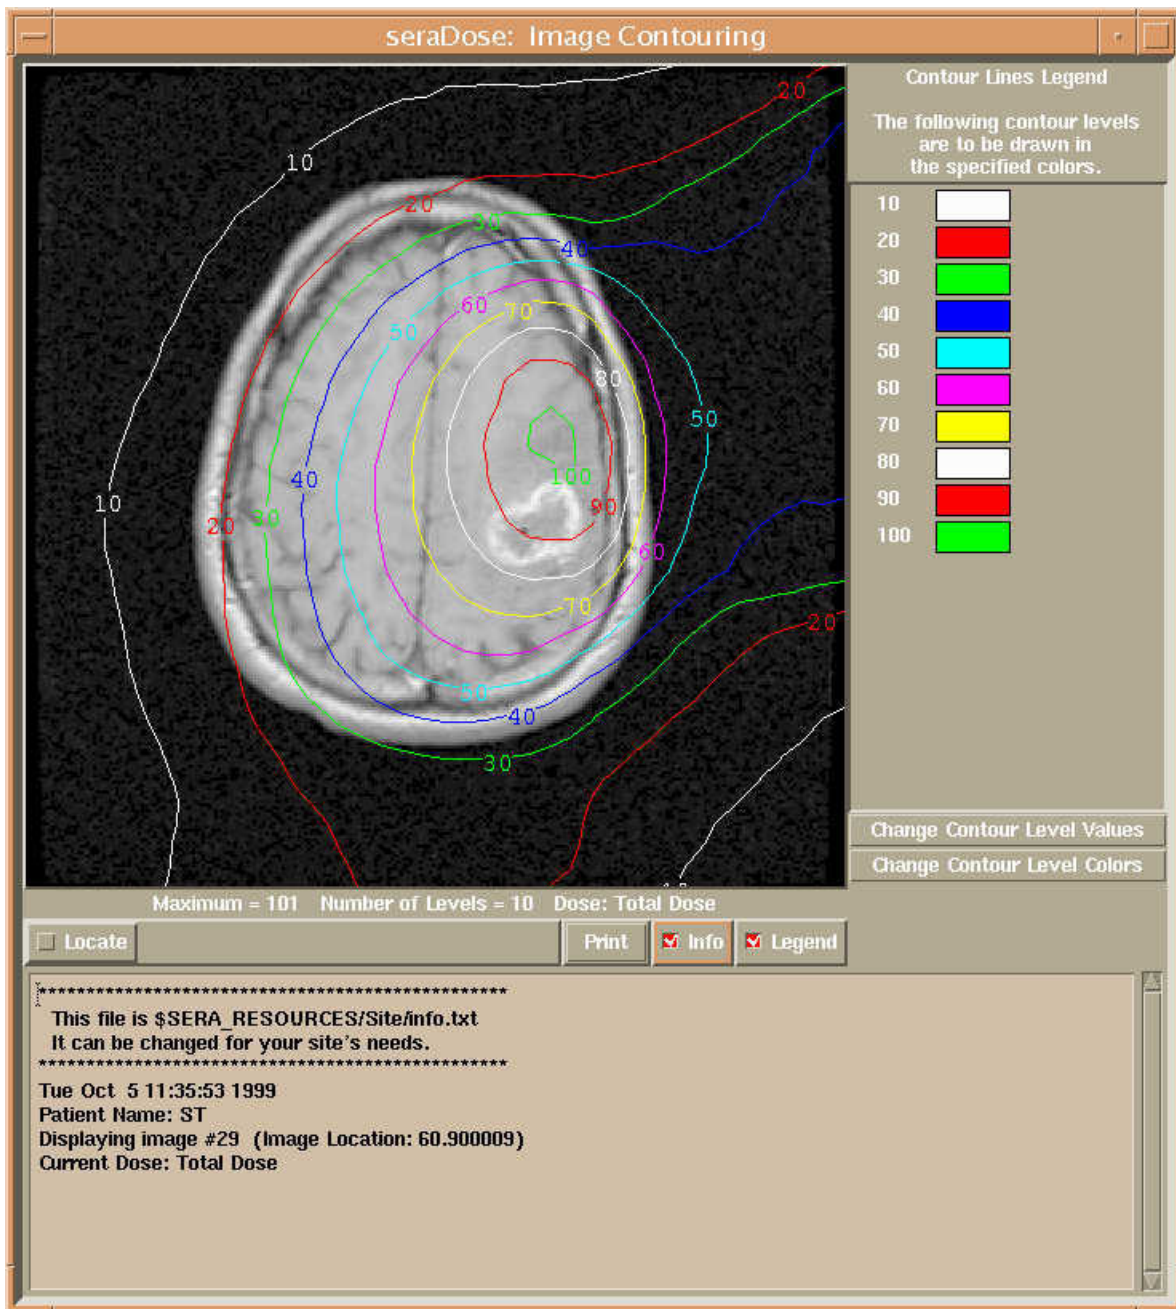 seraDose: Image Contouring
Contour Lines Legend
The following contour levels
are to be drawn in
the specified colors.
10
20
30
40
50
60
70
80
90
100
20
10
20
30
40
60
70
50
80
50
100
40
10
90
20
30
60
70
20
50
40
30
Change Contour Level Values
Change Contour Level Colors
Maximum = 101 Number of Levels = 10 Dose: Total Dose
Locate Print Info Legend
**************************************************
This file is $SERA_RESOURCES/Site/info.txt
It can be changed for your site's needs.
**************************************************
Tue Oct 5 11:35:53 1999
Patient Name: ST
Displaying image #29 (Image Location: 60.900009)
Current Dose: Total Dose